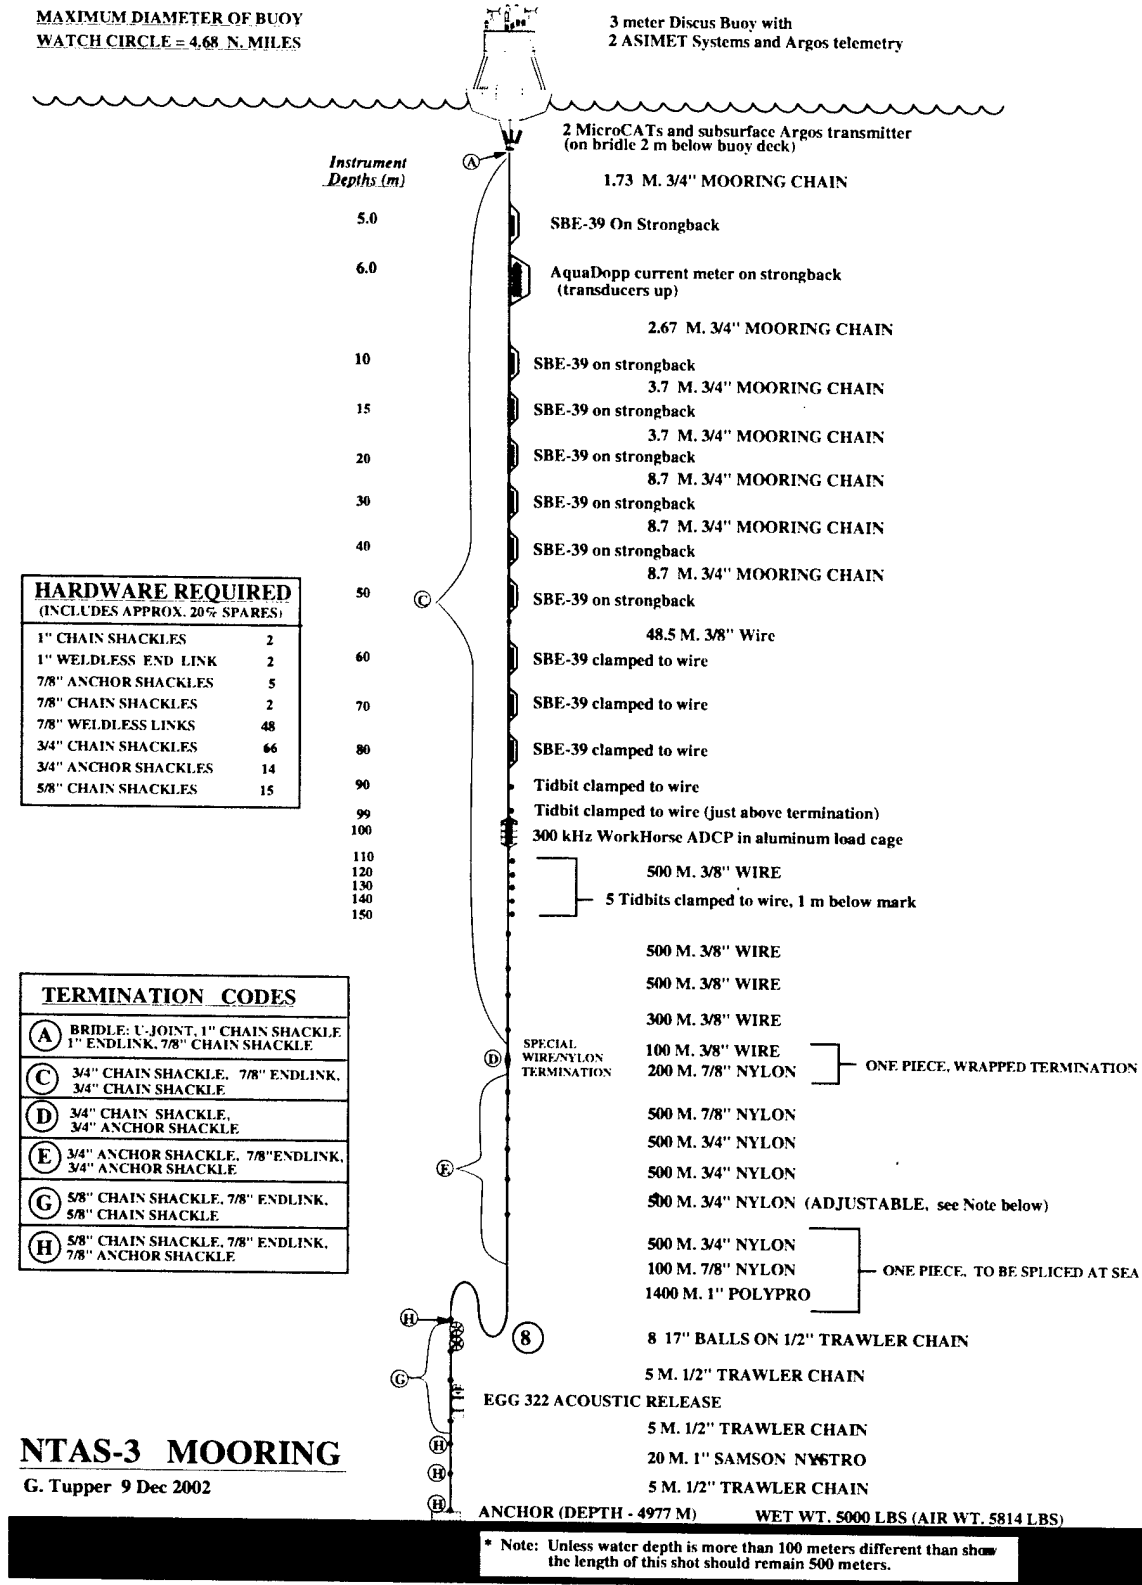 MAXIMUM DIAMETER OF BUOY
WATCH CIRCLE = 4.68 N. MILES
3 meter Discus Buoy with
2 ASIMET Systems and Argos telemetry
2 MicroCATs and subsurface Argos transmitter
(on bridle 2 m below buoy deck)
A
Instrument
Depths (m)
1.73 M. 3/4" MOORING CHAIN
5.0 SBE-39 On Strongback
6.0 AquaDopp current meter on strongback
(transducers up)
2.67 M. 3/4" MOORING CHAIN
10 SBE-39 on strongback
3.7 M. 3/4" MOORING CHAIN
15 SBE-39 on strongback
3.7 M. 3/4" MOORING CHAIN
20 SBE-39 on strongback
8.7 M. 3/4" MOORING CHAIN
30 SBE-39 on strongback
8.7 M. 3/4" MOORING CHAIN
40 SBE-39 on strongback
8.7 M. 3/4" MOORING CHAIN
50 SBE-39 on strongback
C
48.5 M. 3/8" Wire
60 SBE-39 clamped to wire
70 SBE-39 clamped to wire
80 SBE-39 clamped to wire
90 Tidbit clamped to wire
99 Tidbit clamped to wire (just above termination)
100 300 kHz WorkHorse ADCP in aluminum load cage
110
120
130
140
150
500 M. 3/8" WIRE
5 Tidbits clamped to wire, 1 m below mark
HARDWARE REQUIRED
(INCLUDES APPROX. 20% SPARES)
1" CHAIN SHACKLES 2
1" WELDLESS END LINK 2
7/8" ANCHOR SHACKLES 5
7/8" CHAIN SHACKLES 2
7/8" WELDLESS LINKS 48
3/4" CHAIN SHACKLES 66
3/4" ANCHOR SHACKLES 14
5/8" CHAIN SHACKLES 15
500 M. 3/8" WIRE
500 M. 3/8" WIRE
300 M. 3/8" WIRE
D
SPECIAL
WIRE/NYLON
TERMINATION
100 M. 3/8" WIRE
200 M. 7/8" NYLON
ONE PIECE, WRAPPED TERMINATION
500 M. 7/8" NYLON
500 M. 3/4" NYLON
E
500 M. 3/4" NYLON
*500 M. 3/4" NYLON (ADJUSTABLE, see Note below)
500 M. 3/4" NYLON
100 M. 7/8" NYLON
1400 M. 1" POLYPRO
ONE PIECE, TO BE SPLICED AT SEA
TERMINATION CODES
A BRIDLE: U-JOINT, 1" CHAIN SHACKLE
1" ENDLINK, 7/8" CHAIN SHACKLE
C 3/4" CHAIN SHACKLE, 7/8" ENDLINK,
3/4" CHAIN SHACKLE
D 3/4" CHAIN SHACKLE,
3/4" ANCHOR SHACKLE
E 3/4" ANCHOR SHACKLE, 7/8"ENDLINK,
3/4" ANCHOR SHACKLE
G 5/8" CHAIN SHACKLE, 7/8" ENDLINK,
5/8" CHAIN SHACKLE
H 5/8" CHAIN SHACKLE, 7/8" ENDLINK,
7/8" ANCHOR SHACKLE
H
8
8 17" BALLS ON 1/2" TRAWLER CHAIN
G
5 M. 1/2" TRAWLER CHAIN
EGG 322 ACOUSTIC RELEASE
5 M. 1/2" TRAWLER CHAIN
H
20 M. 1" SAMSON NYSTRO
H
5 M. 1/2" TRAWLER CHAIN
H
ANCHOR (DEPTH - 4977 M) WET WT. 5000 LBS (AIR WT. 5814 LBS)
NTAS-3 MOORING
G. Tupper 9 Dec 2002
* Note: Unless water depth is more than 100 meters different than show
the length of this shot should remain 500 meters.